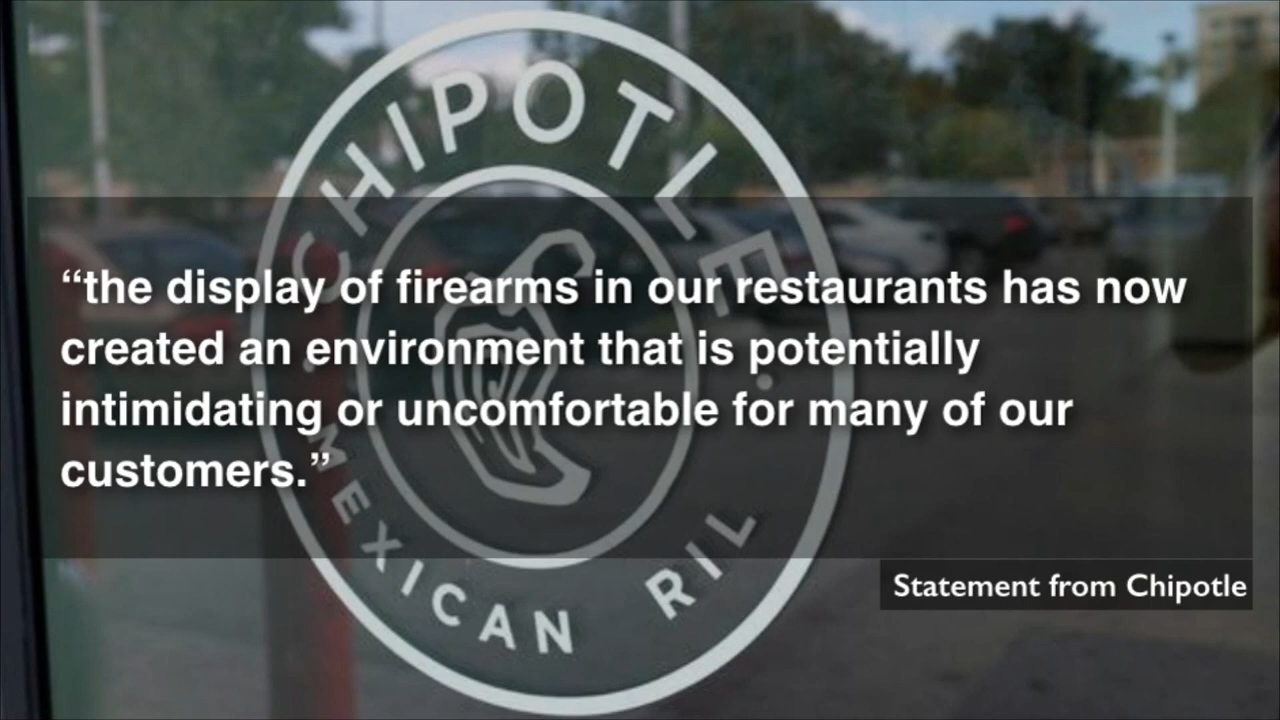 CHIPOTLE
“the display of firearms in our restaurants has now
created an environment that is potentially
intimidating or uncomfortable for many of our
customers.”
MEXICAN RIL
Statement from Chipotle